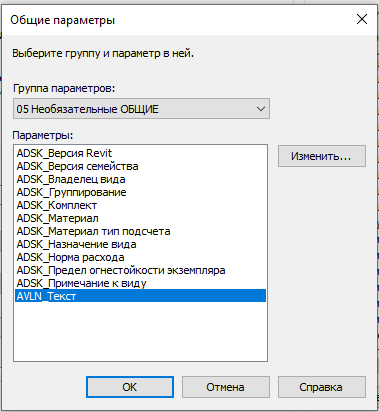 Общие параметры
Выберите группу и параметр в ней.
Группа параметров:
05 Необязательные ОБЩИЕ
Параметры:
ADSK_Версия Revit
ADSK_Версия семейства
ADSK_Владелец вида
ADSK_Группирование
ADSK_Комплект
ADSK_Материал
ADSK_Материал тип подсчета
ADSK_Назначение вида
ADSK_Норма расхода
ADSK_Предел огнестойкости экземпляра
ADSK_Примечание к виду
AVLN_Текст
Изменить...
OK
Отмена
Справка